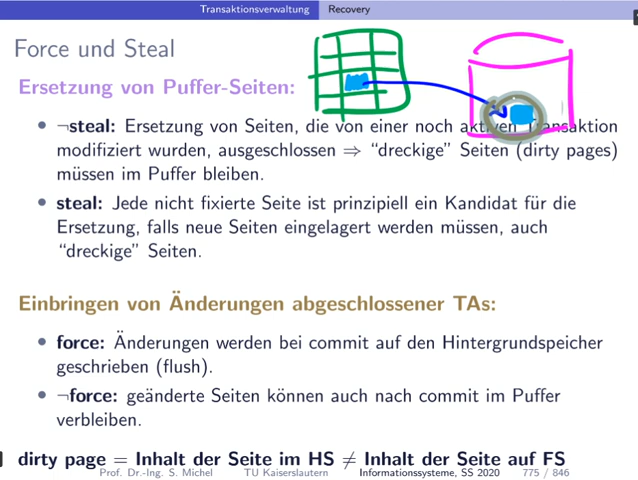 Transaktionsverwaltung Recovery
Force und Steal
Ersetzung von Puffer-Seiten:
• ¬steal: Ersetzung von Seiten, die von einer noch aktiven Transaktion
modifiziert wurden, ausgeschlossen ⇒ “dreckige” Seiten (dirty pages)
müssen im Puffer bleiben.
• steal: Jede nicht fixierte Seite ist prinzipiell ein Kandidat für die
Ersetzung, falls neue Seiten eingelagert werden müssen, auch
“dreckige” Seiten.
Einbringen von Änderungen abgeschlossener TAs:
• force: Änderungen werden bei commit auf den Hintergrundspeicher
geschrieben (flush).
• ¬force: geänderte Seiten können auch nach commit im Puffer
verbleiben.
dirty page = Inhalt der Seite im HS ≠ Inhalt der Seite auf FS
Prof. Dr.-Ing. S. Michel TU Kaiserslautern Informationssysteme, SS 2020 775 / 846